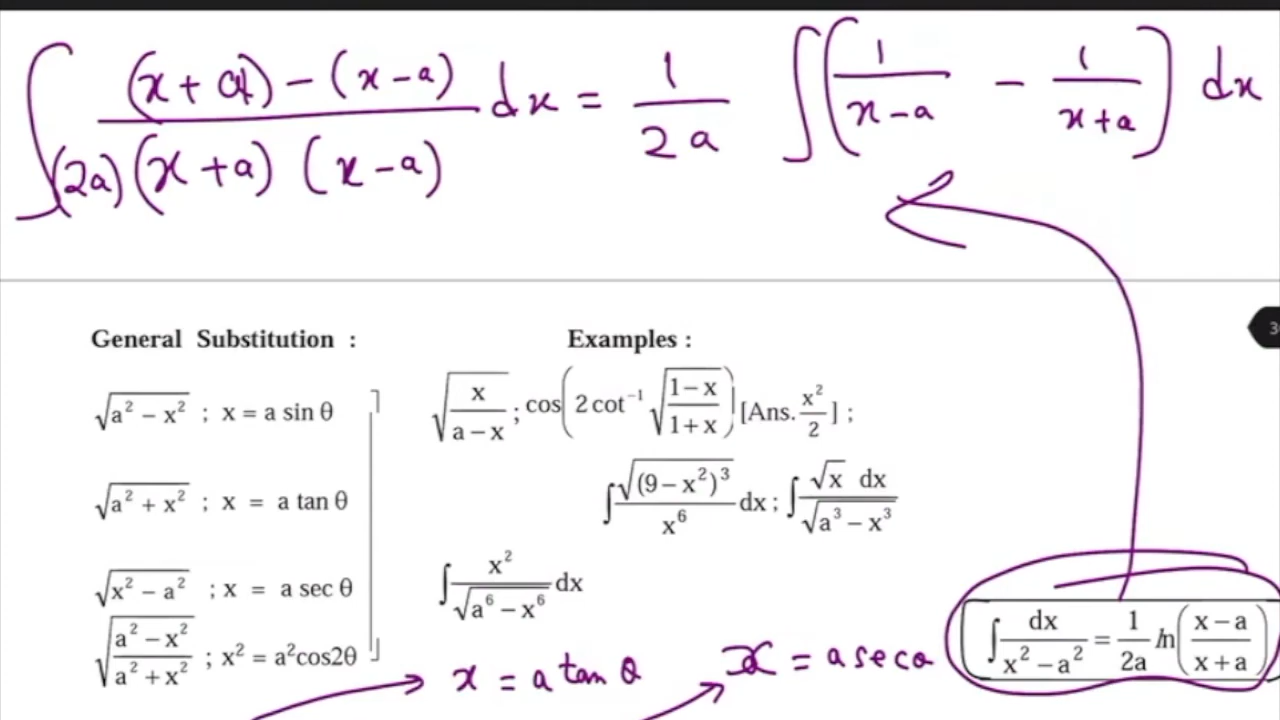 ∫ (x + a) − (x − a) / (2a) (x + a) (x − a) dx = 1/2a ∫ (1/(x − a) − 1/(x + a)) dx
General Substitution : Examples :
√(a² − x²) ; x = a sin θ √(x/(a − x)) ; cos(2 cot⁻¹ √((1 − x)/(1 + x))) [Ans. x²/2] ;
√(a² + x²) ; x = a tan θ ∫ √((9 − x²)³)/x⁶ dx ; ∫ √x dx/√(a³ − x³)
√(x² − a²) ; x = a sec θ ∫ x²/√(a⁶ − x⁶) dx
√((a² − x²)/(a² + x²)) ; x² = a²cos2θ
x = a tan θ x = a sec θ ∫ dx/(x² − a²) = 1/2a ln((x − a)/(x + a))